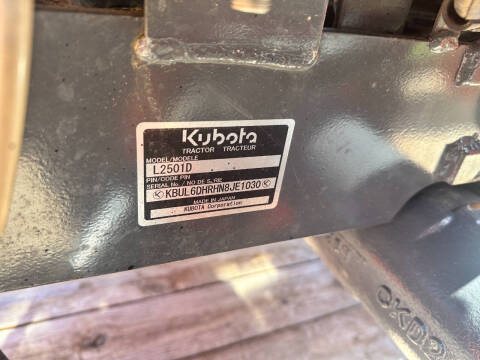 Kubota
TRACTOR TRACTEUR
MODEL/MODELE
L2501D
PIN/CODE PIN
SERIAL No. / NO DE SÉRIE
KBUL6DHRHN8JE1030
MADE IN JAPAN
KUBOTA Corporation